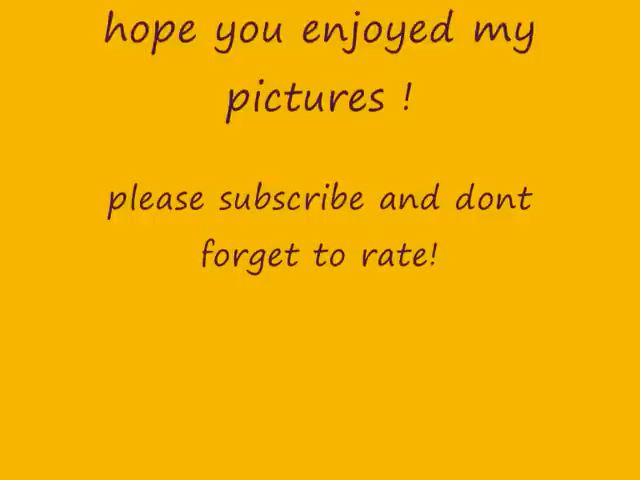 hope you enjoyed my
pictures !
please subscribe and dont
forget to rate!